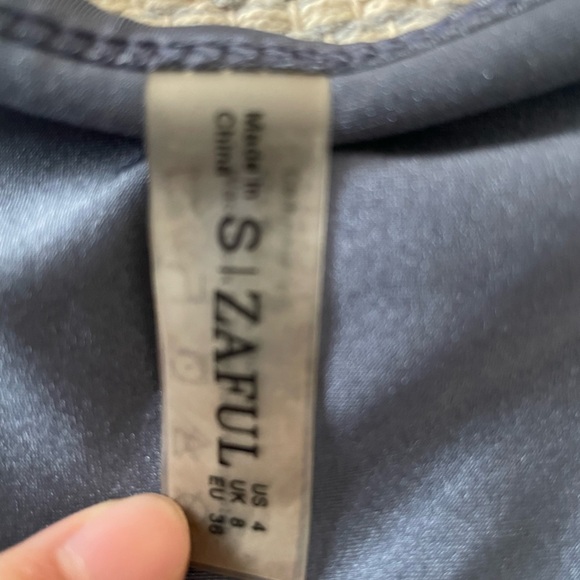 Made in
China
S | ZAFUL
US 4
UK 8
EU 36